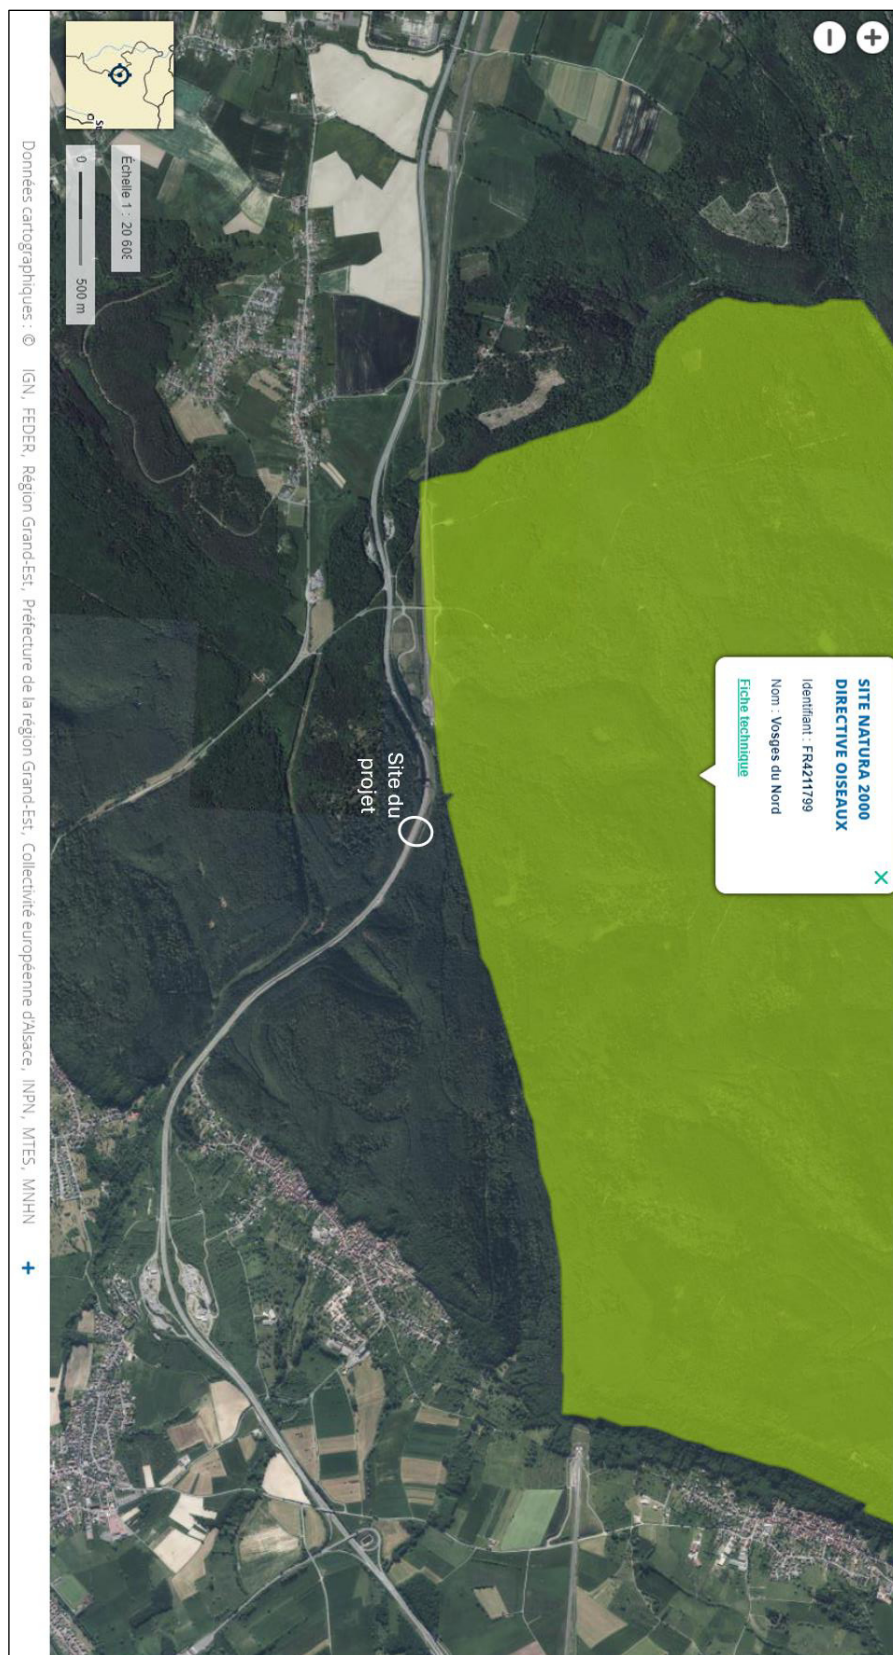 SITE NATURA 2000
DIRECTIVE OISEAUX
Identifiant : FR4211799
Nom : Vosges du Nord
Fiche technique
Site du
projet
Échelle 1 : 20 608
0 500 m
Données cartographiques : © IGN, FEDER, Région Grand-Est, Préfecture de la région Grand-Est, Collectivité européenne d'Alsace, INPN, MTES, MNHN